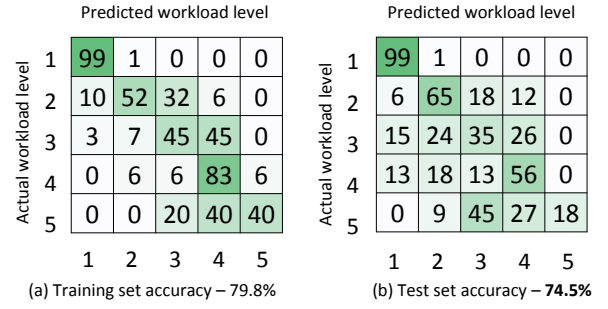 Predicted workload level
Actual workload level
1 99 1 0 0 0
2 10 52 32 6 0
3 3 7 45 45 0
4 0 6 6 83 6
5 0 0 20 40 40
1 2 3 4 5
(a) Training set accuracy – 79.8%
Predicted workload level
Actual workload level
1 99 1 0 0 0
2 6 65 18 12 0
3 15 24 35 26 0
4 13 18 13 56 0
5 0 9 45 27 18
1 2 3 4 5
(b) Test set accuracy – 74.5%